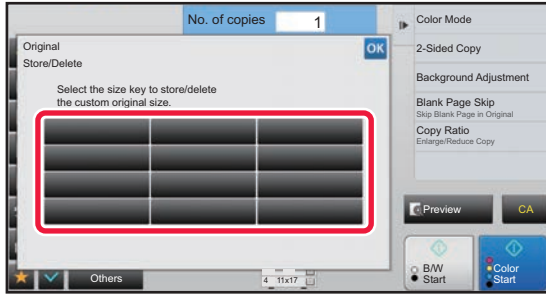 No. of copies 1
Original
OK
Store/Delete
Select the size key to store/delete
the custom original size.
Color Mode
2-Sided Copy
Background Adjustment
Blank Page Skip
Skip Blank Page in Original
Copy Ratio
Enlarge/Reduce Copy
Preview
CA
Others
4 11x17
B/W
Start
Color
Start